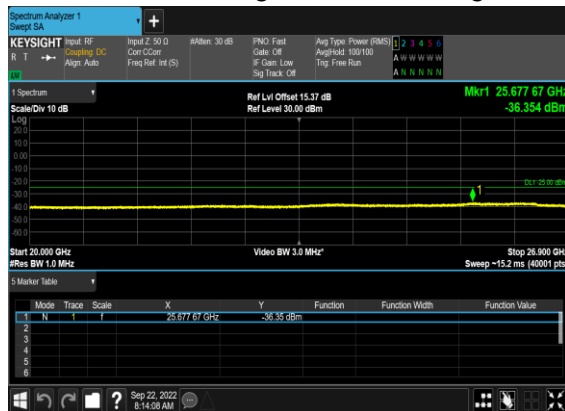 Spectrum Analyzer 1
Swept SA
+
KEYSIGHT Input: RF Input Z: 50 Ω #Atten: 30 dB PNO: Fast Avg Type: Power (RMS) 1 2 3 4 5 6
R T Coupling: DC Corr CCorr Gate: Off Avg|Hold: 100/100 A W W W W W
Align: Auto Freq Ref: Int (S) IF Gain: Low Trig: Free Run
Sig Track: Off A N N N N N
LW
1 Spectrum Ref Lvl Offset 15.37 dB Mkr1 25.677 67 GHz
Scale/Div 10 dB Ref Level 30.00 dBm -36.354 dBm
Log
20.0
10.0
0.00
-10.0
-20.0
DL1 -25.00 dBm
1
-30.0
-40.0
-50.0
-60.0
Start 20.000 GHz Video BW 3.0 MHz* Stop 26.900 GHz
#Res BW 1.0 MHz Sweep ~15.2 ms (40001 pts
5 Marker Table
Mode Trace Scale X Y Function Function Width Function Value
1 N 1 f 25.677 67 GHz -36.35 dBm
2
3
4
5
6
? Sep 22, 2022
8:14:08 AM